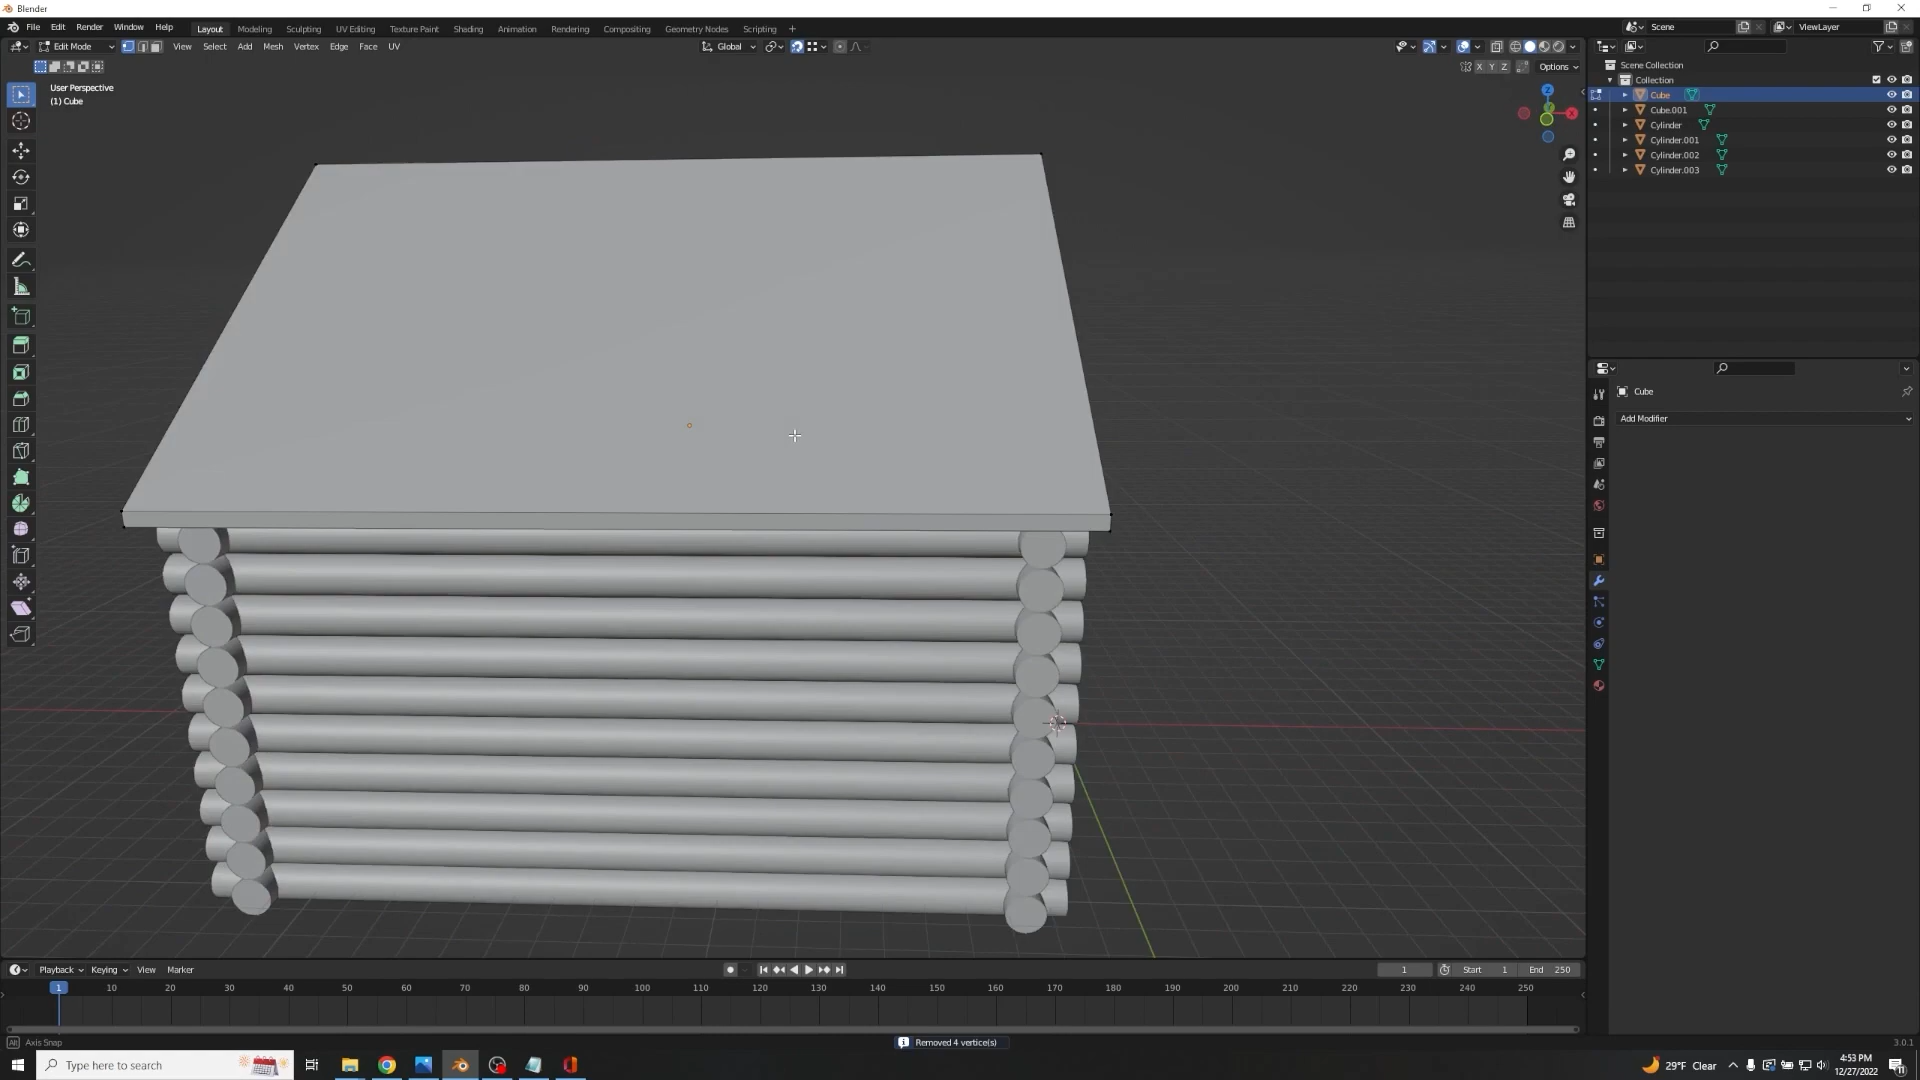 Blender
File Edit Render Window Help
Layout Modeling Sculpting UV Editing Texture Paint Shading Animation Rendering Compositing Geometry Nodes Scripting +
Scene
ViewLayer
Edit Mode
View Select Add Mesh Vertex Edge Face UV
Global
X Y Z
Options
User Perspective
(1) Cube
Z
Y
X
Scene Collection
Collection
Cube
Cube.001
Cylinder
Cylinder.001
Cylinder.002
Cylinder.003
Cube
Add Modifier
Playback Keying View Marker
1
Start 1
End 250
1 10 20 30 40 50 60 70 80 90 100 110 120 130 140 150 160 170 180 190 200 210 220 230 240 250
Alt Axis Snap
Removed 4 vertice(s)
3.0.1
Type here to search
29°F Clear
4:53 PM
12/27/2022